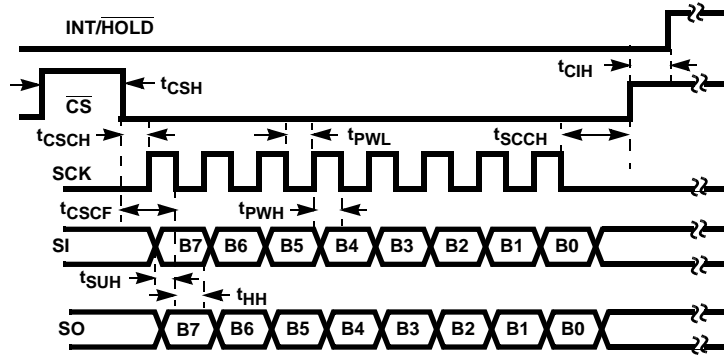 INT/HOLD
tCIH
tCSH
CS
tCSCH
tPWL
tSCCH
SCK
tCSCF
tPWH
SI
B7 B6 B5 B4 B3 B2 B1 B0
tSUH
tHH
SO
B7 B6 B5 B4 B3 B2 B1 B0